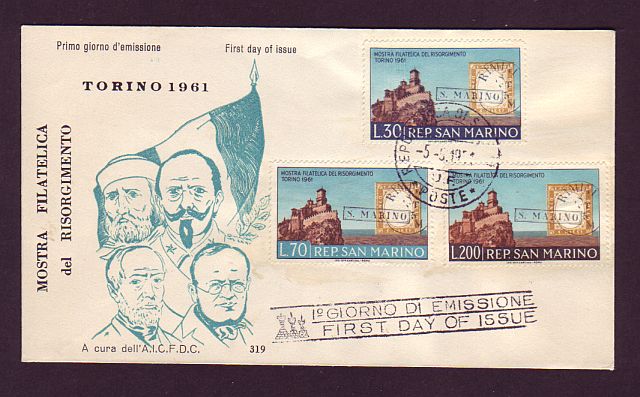 Primo giorno d'emissione
First day of issue
TORINO 1961
MOSTRA FILATELICA
del RISORGIMENTO
A cura dell'A.I.C.F.D.C.
319
MOSTRA FILATELICA DEL RISORGIMENTO
TORINO 1961
S. MARINO
L.30 REP. SAN MARINO
MOSTRA FILATELICA DEL RISORGIMENTO
TORINO 1961
S. MARINO
L.70 REP. SAN MARINO
MOSTRA FILATELICA DEL RISORGIMENTO
TORINO 1961
S. MARINO
L.200 REP. SAN MARINO
POSTE
1º GIORNO DI EMISSIONE
FIRST DAY OF ISSUE